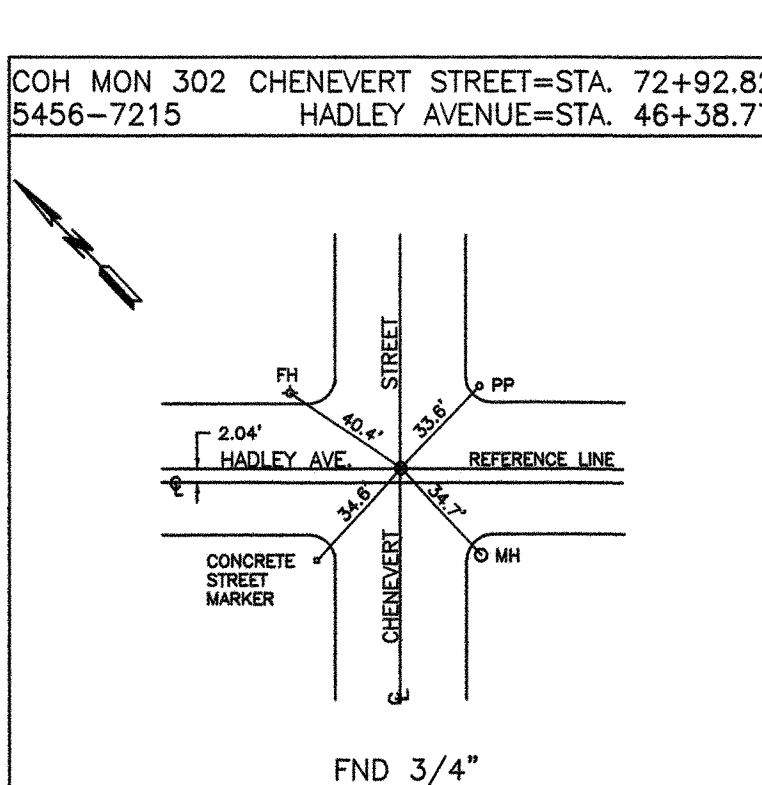 COH MON 302 CHENEVERT STREET=STA. 72+92.82
5456-7215 HADLEY AVENUE=STA. 46+38.77
N
STREET
FH
PP
40.4'
33.6'
2.04'
HADLEY AVE.
REFERENCE LINE
℄
34.6'
34.7'
CONCRETE
STREET
MARKER
MH
CHENEVERT
℄
FND 3/4"